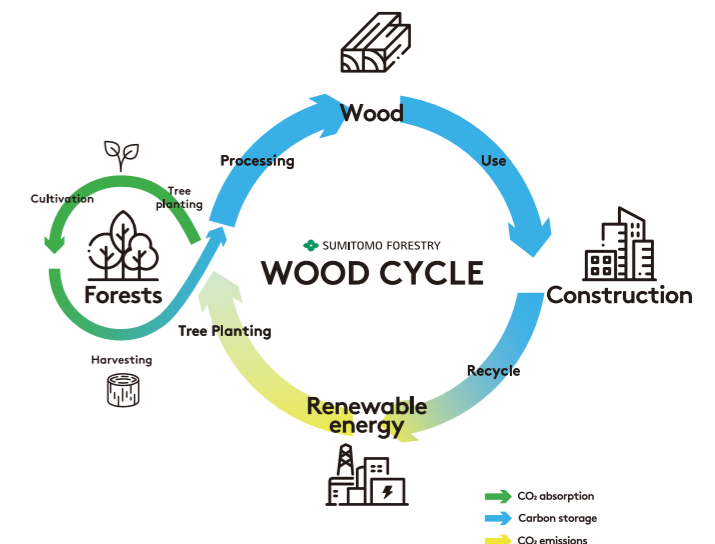 Wood
Processing
Use
Cultivation
Tree
planting
Forests
SUMITOMO FORESTRY
WOOD CYCLE
Construction
Tree Planting
Harvesting
Recycle
Renewable
energy
CO₂ absorption
Carbon storage
CO₂ emissions